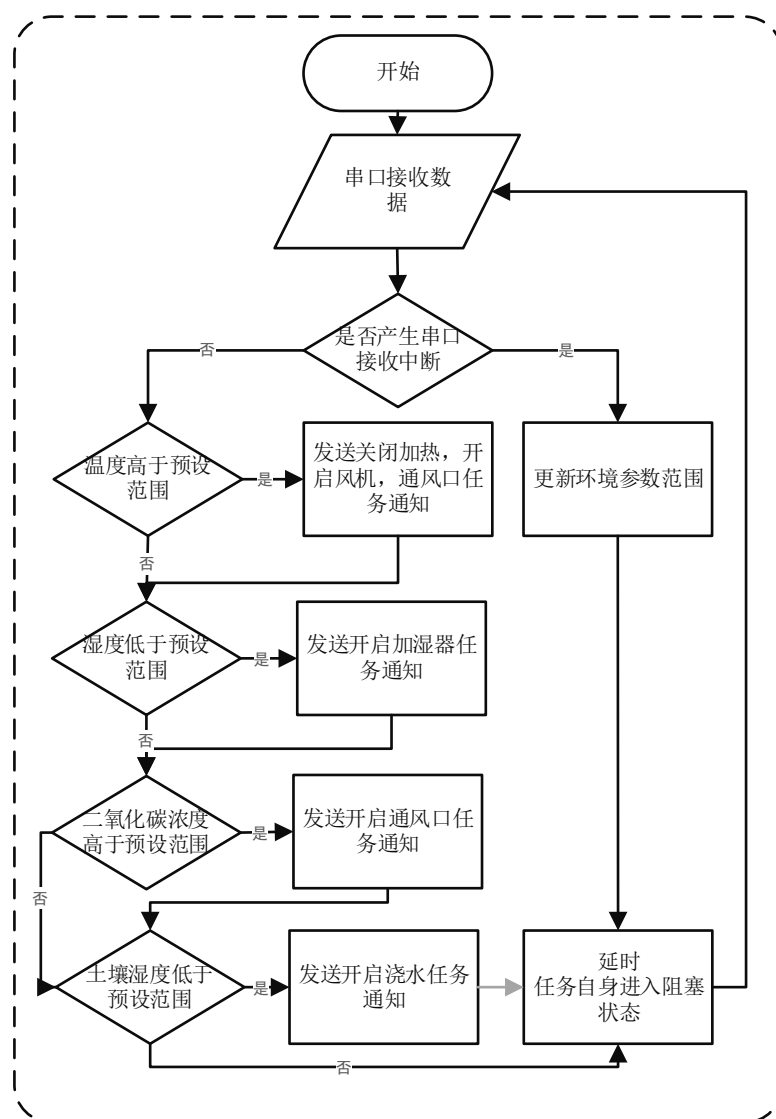 开始
串口接收数
据
是否产生串口
接收中断
否
是
温度高于预设
范围
是
发送关闭加热，开
启风机，通风口任
务通知
更新环境参数范围
否
湿度低于预设
范围
是
发送开启加湿器任
务通知
否
二氧化碳浓度
高于预设范围
是
发送开启通风口任
务通知
否
土壤湿度低于
预设范围
是
发送开启浇水任务
通知
延时
任务自身进入阻塞
状态
否